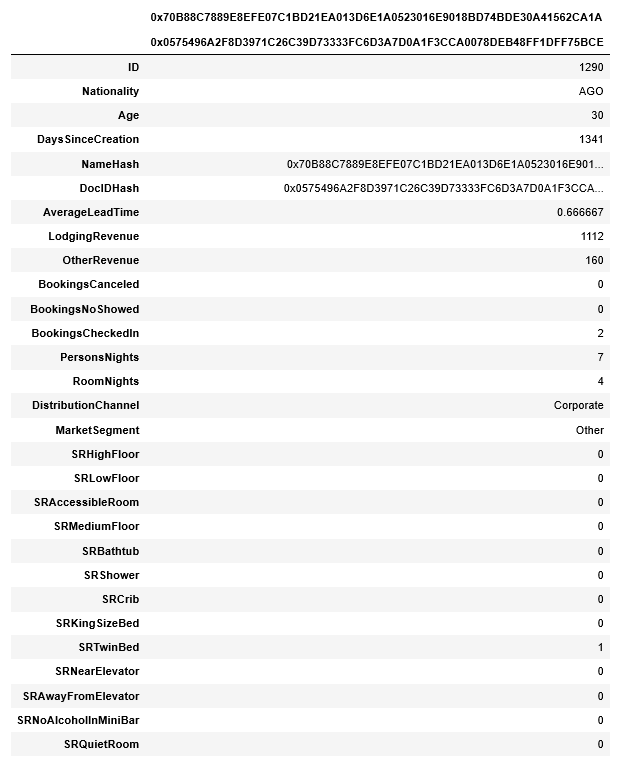 0x70B88C7889E8EFE07C1BD21EA013D6E1A0523016E9018BD74BDE30A41562CA1A
0x0575496A2F8D3971C26C39D73333FC6D3A7D0A1F3CCA0078DEB48FF1DFF75BCE
ID 1290
Nationality AGO
Age 30
DaysSinceCreation 1341
NameHash 0x70B88C7889E8EFE07C1BD21EA013D6E1A0523016E901...
DocIDHash 0x0575496A2F8D3971C26C39D73333FC6D3A7D0A1F3CCA...
AverageLeadTime 0.666667
LodgingRevenue 1112
OtherRevenue 160
BookingsCanceled 0
BookingsNoShowed 0
BookingsCheckedIn 2
PersonsNights 7
RoomNights 4
DistributionChannel Corporate
MarketSegment Other
SRHighFloor 0
SRLowFloor 0
SRAccessibleRoom 0
SRMediumFloor 0
SRBathtub 0
SRShower 0
SRCrib 0
SRKingSizeBed 0
SRTwinBed 1
SRNearElevator 0
SRAwayFromElevator 0
SRNoAlcoholInMiniBar 0
SRQuietRoom 0